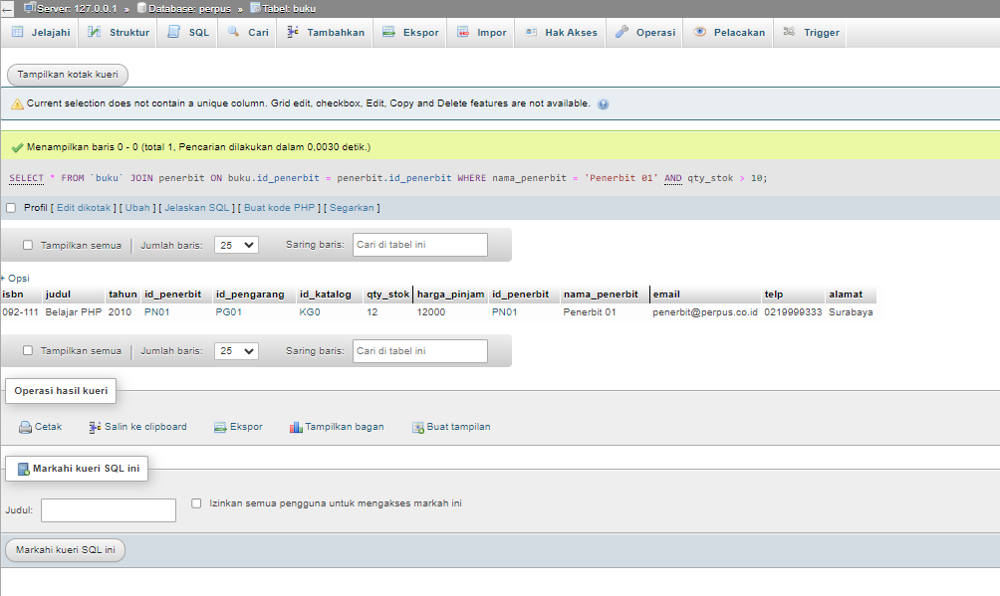 Server: 127.0.0.1 » Database: perpus » Tabel: buku
Jelajahi Struktur SQL Cari Tambahkan Ekspor Impor Hak Akses Operasi Pelacakan Trigger
Tampilkan kotak kueri
Current selection does not contain a unique column. Grid edit, checkbox, Edit, Copy and Delete features are not available.
Menampilkan baris 0 - 0 (total 1, Pencarian dilakukan dalam 0,0030 detik.)
SELECT * FROM `buku` JOIN penerbit ON buku.id_penerbit = penerbit.id_penerbit WHERE nama_penerbit = 'Penerbit 01' AND qty_stok > 10;
Profil [ Edit dikotak ] [ Ubah ] [ Jelaskan SQL ] [ Buat kode PHP ] [ Segarkan ]
Tampilkan semua | Jumlah baris: 25 Saring baris: Cari di tabel ini
+ Opsi
isbn judul tahun id_penerbit id_pengarang id_katalog qty_stok harga_pinjam id_penerbit nama_penerbit email telp alamat
092-111 Belajar PHP 2010 PN01 PG01 KG0 12 12000 PN01 Penerbit 01 penerbit@perpus.co.id 0219999333 Surabaya
Tampilkan semua | Jumlah baris: 25 Saring baris: Cari di tabel ini
Operasi hasil kueri
Cetak Salin ke clipboard Ekspor Tampilkan bagan Buat tampilan
Markahi kueri SQL ini
Judul: Izinkan semua pengguna untuk mengakses markah ini
Markahi kueri SQL ini